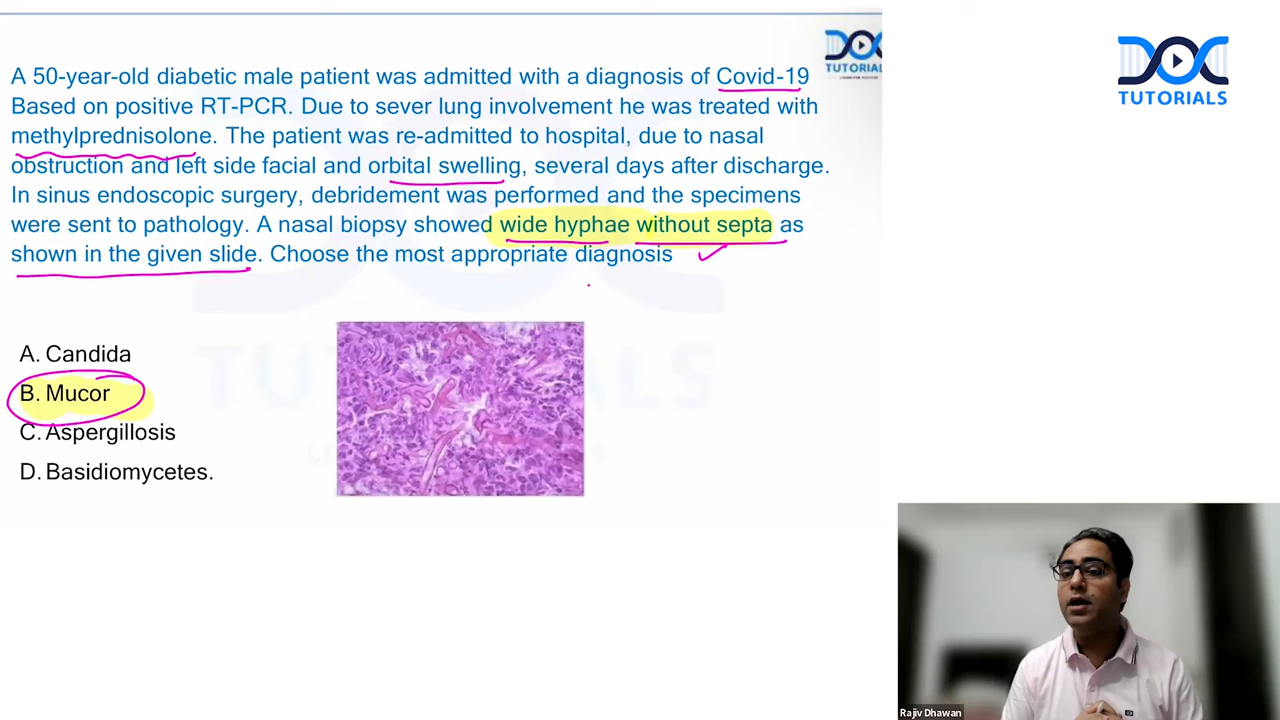 A 50-year-old diabetic male patient was admitted with a diagnosis of Covid-19
Based on positive RT-PCR. Due to sever lung involvement he was treated with
methylprednisolone. The patient was re-admitted to hospital, due to nasal
obstruction and left side facial and orbital swelling, several days after discharge.
In sinus endoscopic surgery, debridement was performed and the specimens
were sent to pathology. A nasal biopsy showed wide hyphae without septa as
shown in the given slide. Choose the most appropriate diagnosis
A. Candida
B. Mucor
C. Aspergillosis
D. Basidiomycetes.
TUTORIALS
TUTORIALS
TUTORIALS
Rajiv Dhawan